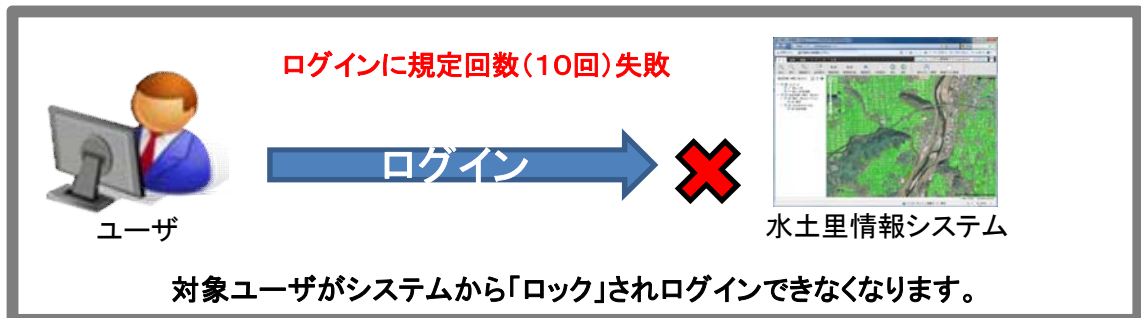 ログインに規定回数（１０回）失敗
ログイン
ユーザ
水土里情報システム
対象ユーザがシステムから「ロック」されログインできなくなります。